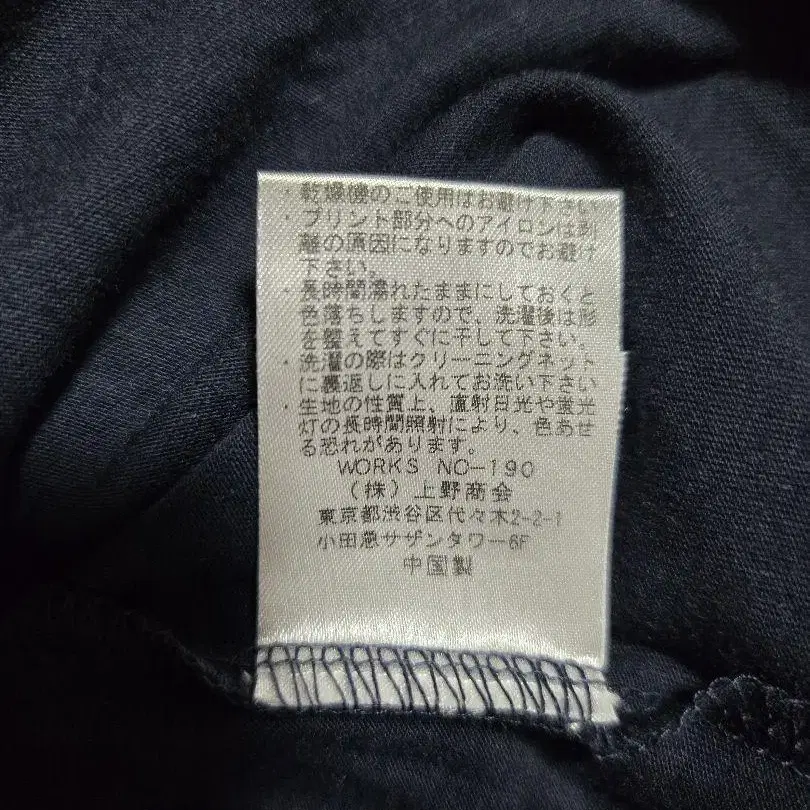 ・乾燥機のご使用はお避け下さい
・プリント部分へのアイロンは剥
離の原因になりますのでお避け
下さい。
・長時間濡れたままにしておくと
色落ちしますので、洗濯後は形
を整えてすぐに干して下さい。
・洗濯の際はクリーニングネット
に裏返しに入れてお洗い下さい
・生地の性質上、直射日光や蛍光
灯の長時間照射により、色あせ
る恐れがあります。
WORKS NO-190
(株)上野商会
東京都渋谷区代々木2-2-1
小田急サザンタワー6F
中国製